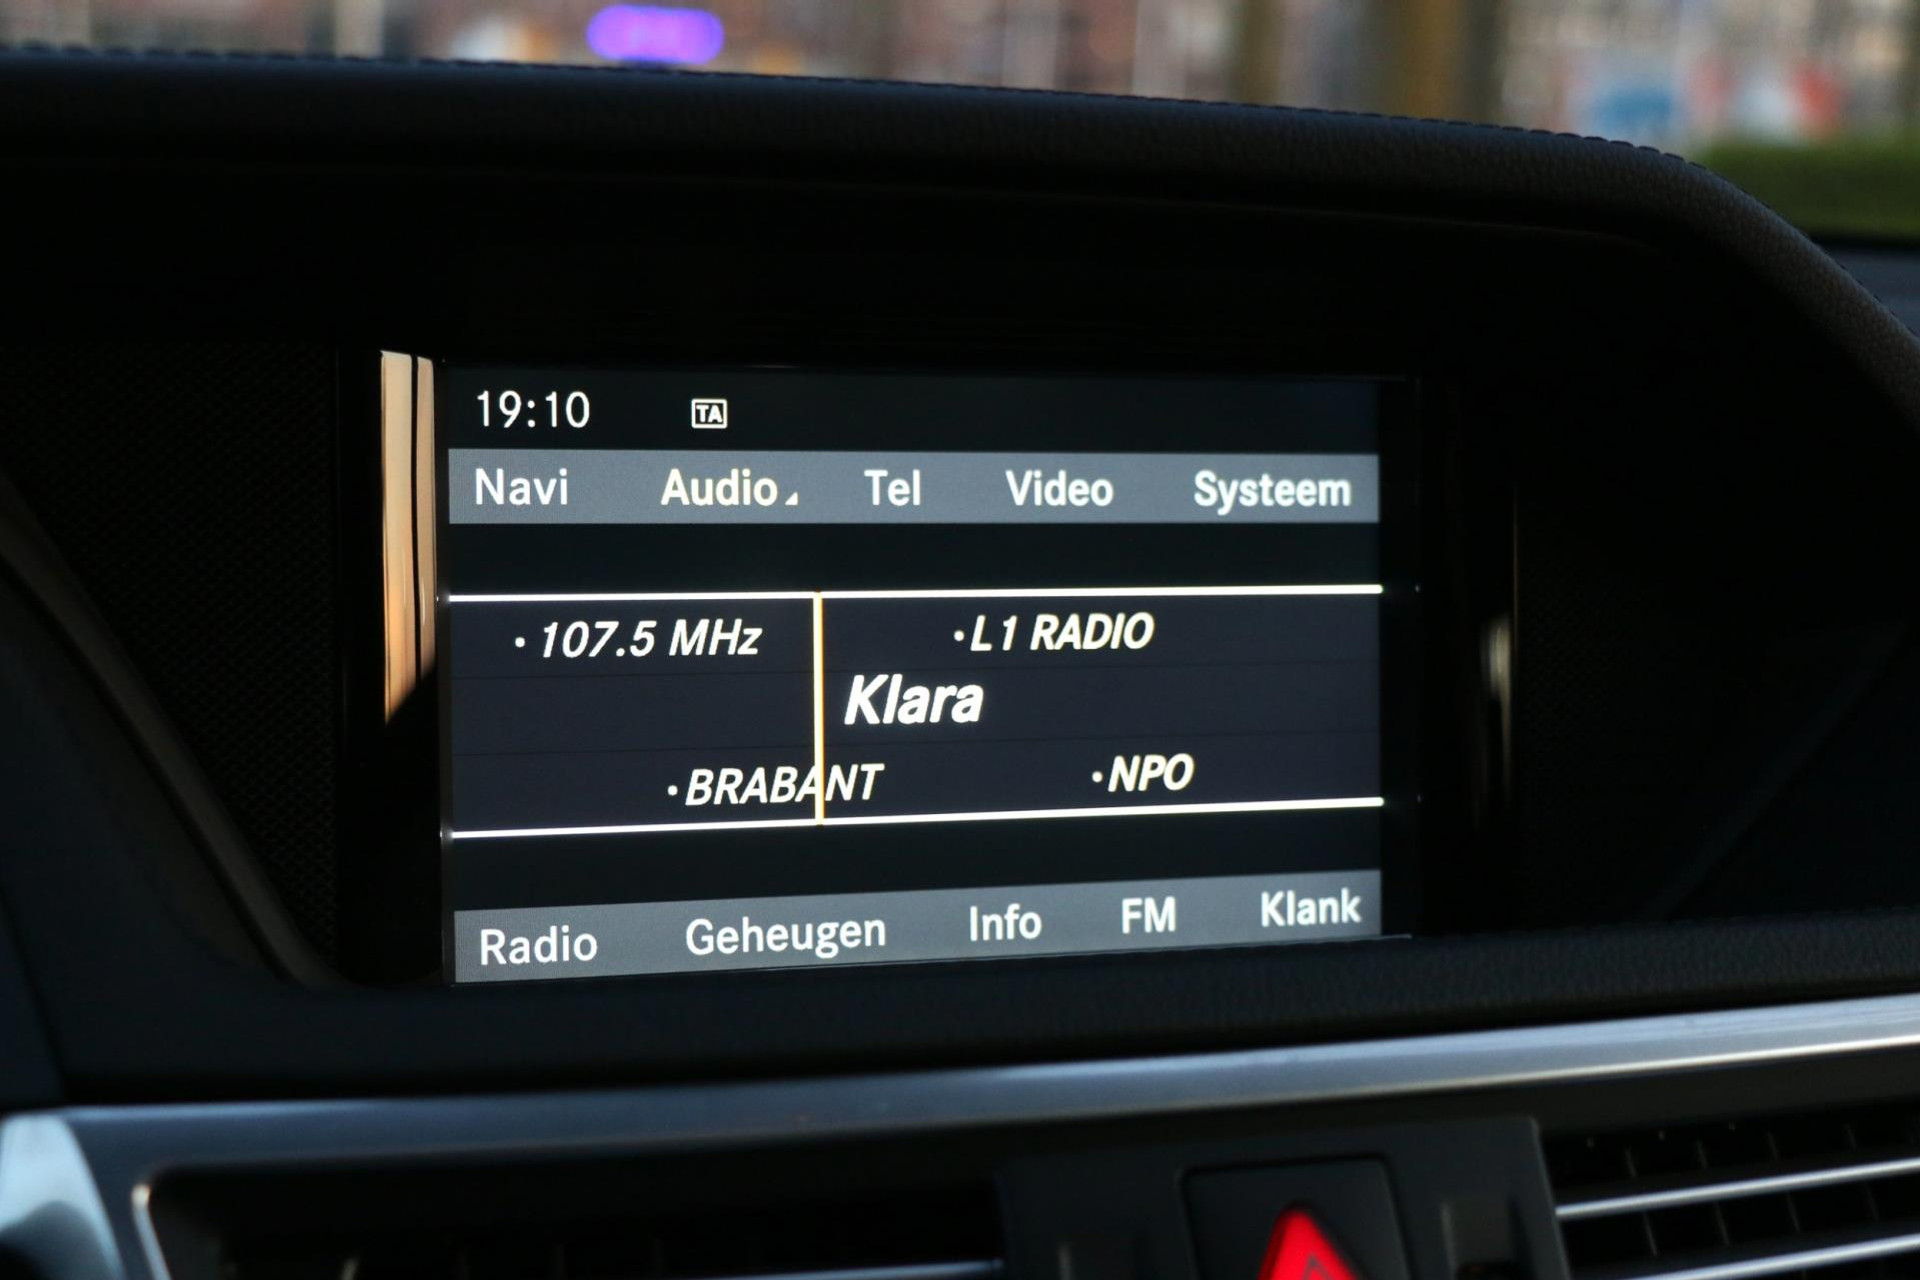 19:10 TA
Navi Audio Tel Video Systeem
· 107.5 MHz · L1 RADIO
Klara
· BRABANT · NPO
Radio Geheugen Info FM Klank